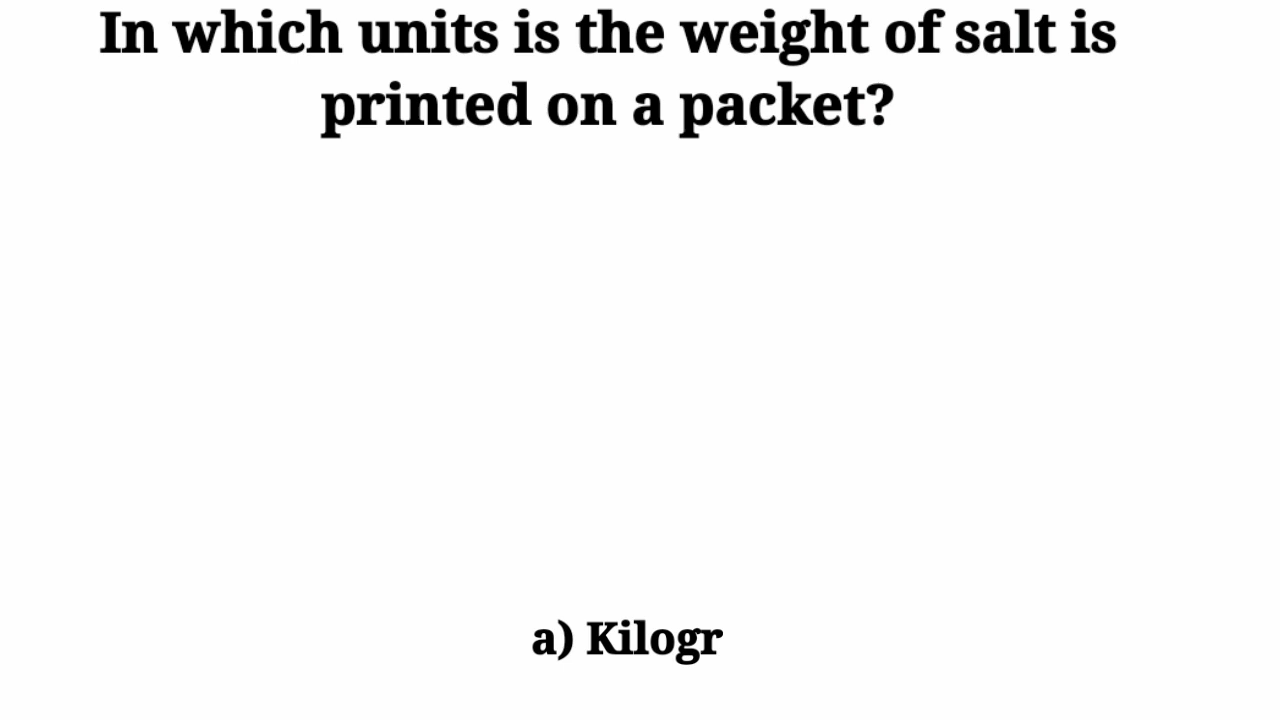 In which units is the weight of salt is
printed on a packet?
a) Kilogr